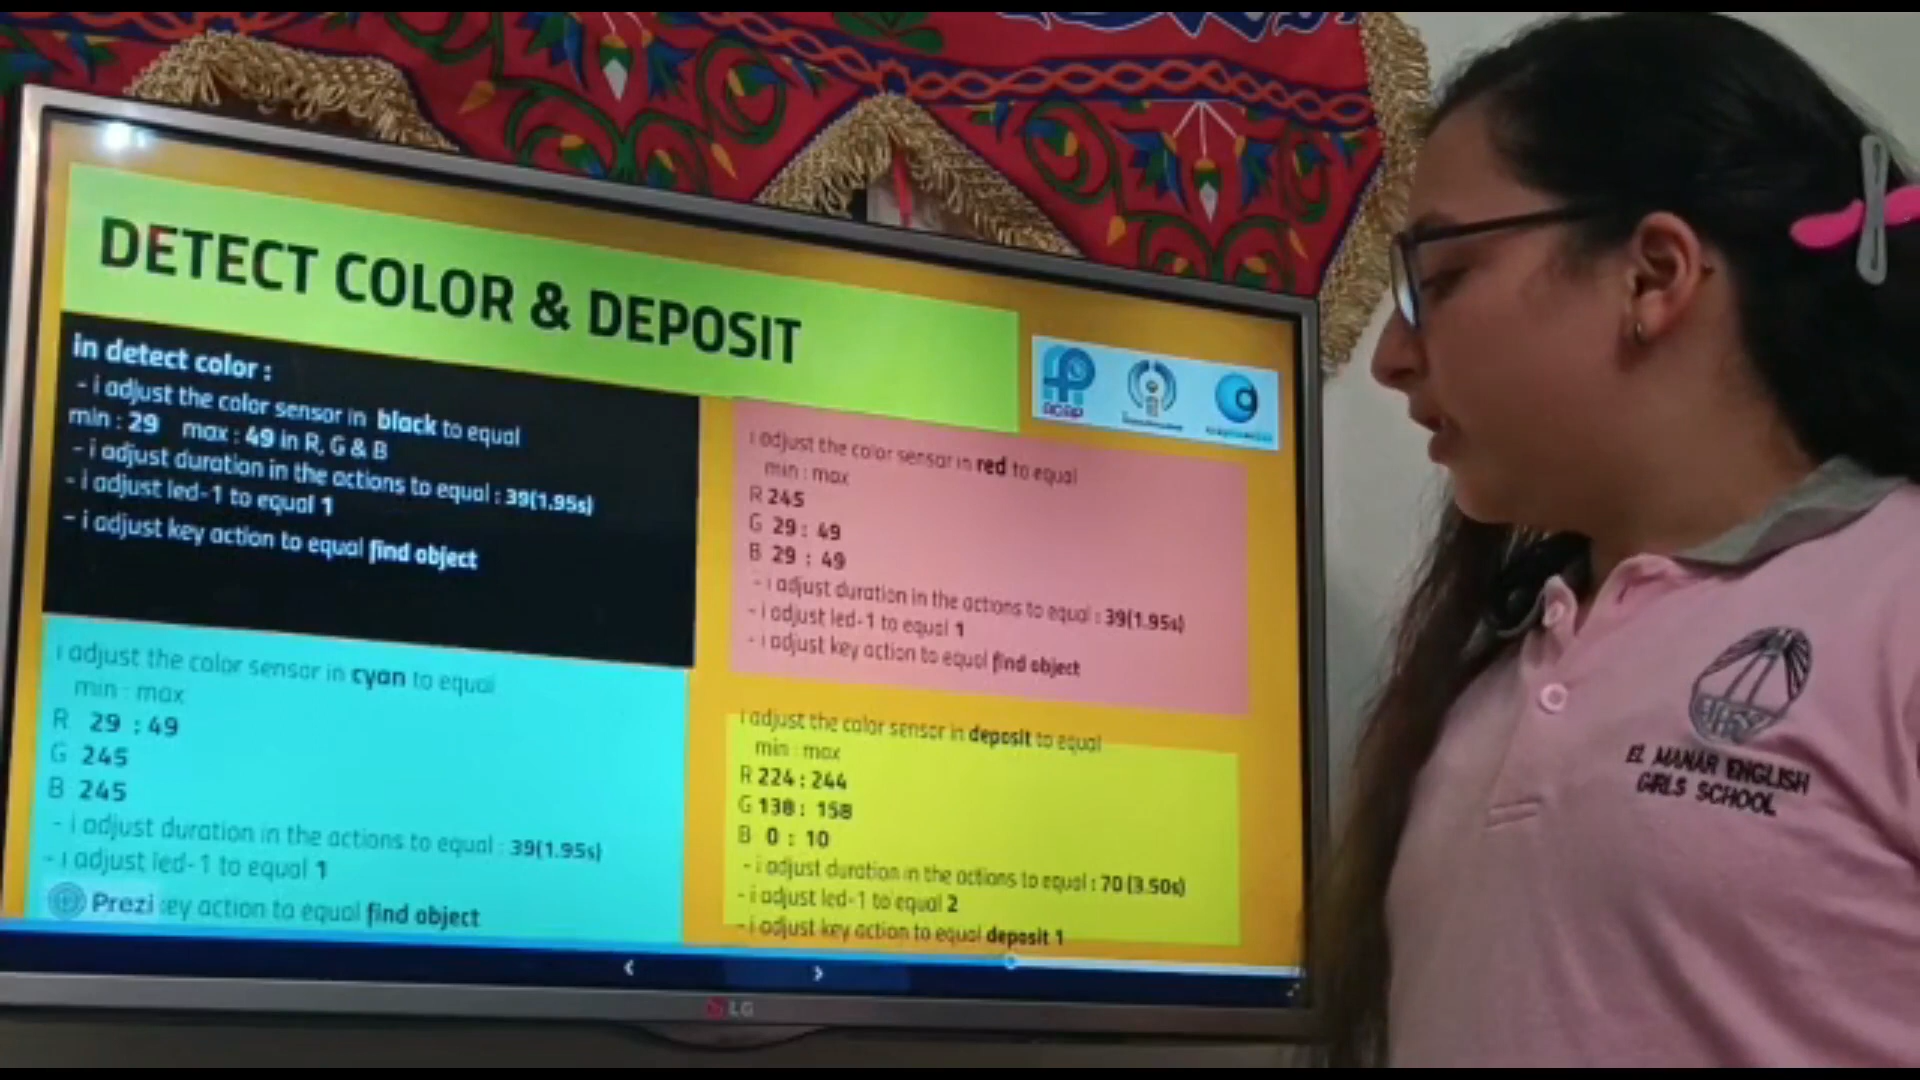 DETECT COLOR & DEPOSIT
in detect color :
- i adjust the color sensor in black to equal
min : 29 max : 49 in R, G & B
- i adjust duration in the actions to equal : 39(1.95s)
- i adjust led-1 to equal 1
- i adjust key action to equal find object
i adjust the color sensor in red to equal
min : max
R 245
G 29 : 49
B 29 : 49
- i adjust duration in the actions to equal : 39(1.95s)
- i adjust led-1 to equal 1
- i adjust key action to equal find object
i adjust the color sensor in cyan to equal
min : max
R 29 : 49
G 245
B 245
- i adjust duration in the actions to equal : 39(1.95s)
- i adjust led-1 to equal 1
Prezi ey action to equal find object
i adjust the color sensor in deposit to equal
min : max
R 224 : 244
G 138 : 158
B 0 : 10
- i adjust duration in the actions to equal : 70 (3.50s)
- i adjust led-1 to equal 2
- i adjust key action to equal deposit 1
LG
EL MANAR ENGLISH
GIRLS SCHOOL